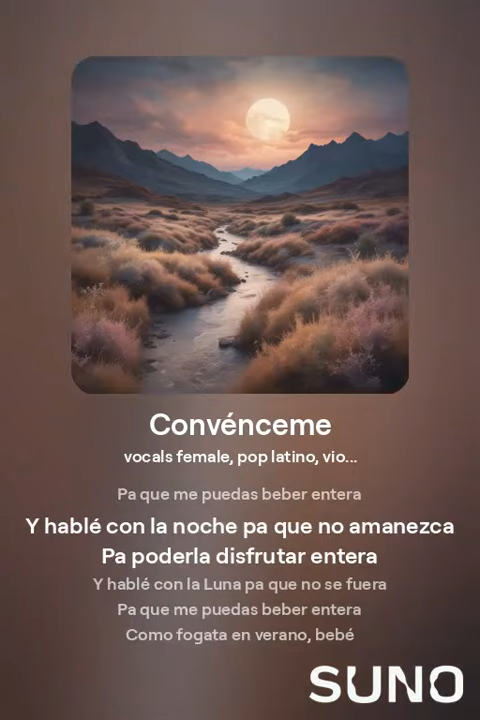 Convénceme
vocals female, pop latino, vio...
Pa que me puedas beber entera
Y hablé con la noche pa que no amanezca
Pa poderla disfrutar entera
Y hablé con la Luna pa que no se fuera
Pa que me puedas beber entera
Como fogata en verano, bebé
SUNO